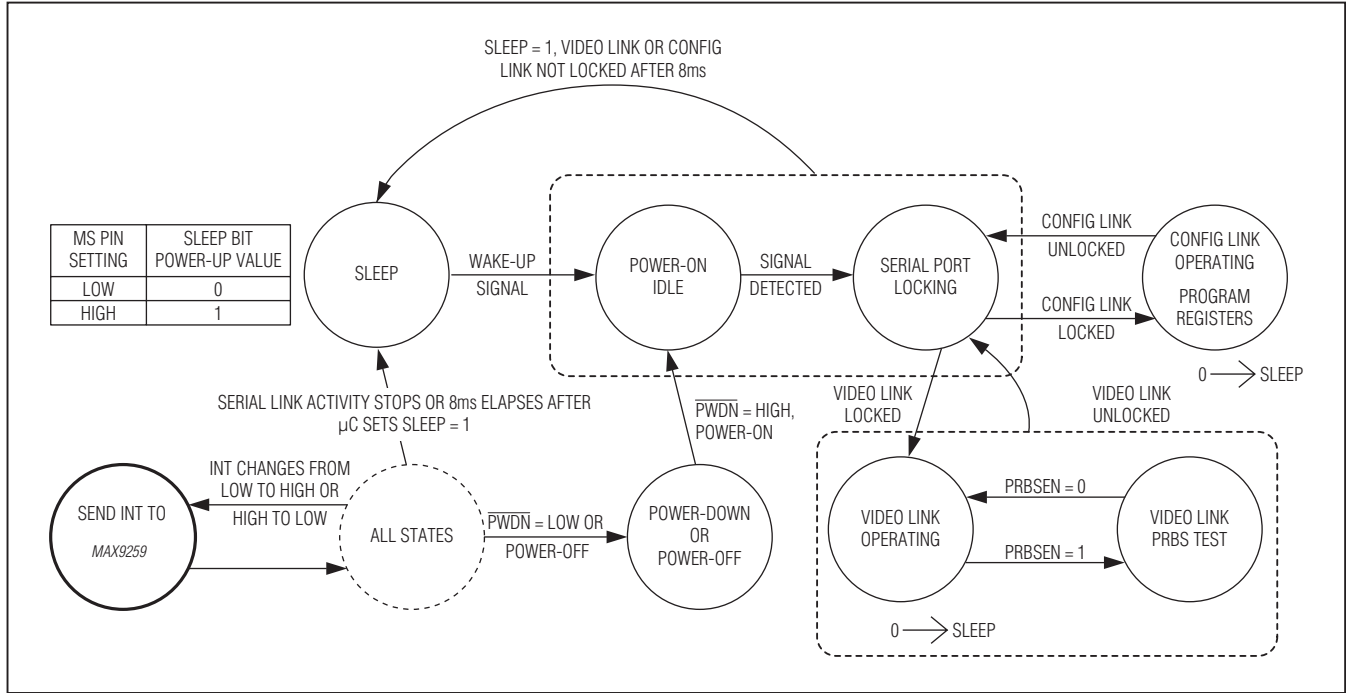 SLEEP = 1, VIDEO LINK OR CONFIG
LINK NOT LOCKED AFTER 8ms
MS PIN SETTING
SLEEP BIT POWER-UP VALUE
LOW 0
HIGH 1
SLEEP
WAKE-UP
SIGNAL
POWER-ON
IDLE
SIGNAL
DETECTED
SERIAL PORT
LOCKING
CONFIG LINK
UNLOCKED
CONFIG LINK
LOCKED
CONFIG LINK
OPERATING
PROGRAM
REGISTERS
0 → SLEEP
SERIAL LINK ACTIVITY STOPS OR 8ms ELAPSES AFTER
µC SETS SLEEP = 1
PWDN = HIGH,
POWER-ON
VIDEO LINK
LOCKED
VIDEO LINK
UNLOCKED
INT CHANGES FROM
LOW TO HIGH OR
HIGH TO LOW
SEND INT TO
MAX9259
ALL STATES
PWDN = LOW OR
POWER-OFF
POWER-DOWN
OR
POWER-OFF
VIDEO LINK
OPERATING
PRBSEN = 0
PRBSEN = 1
VIDEO LINK
PRBS TEST
0 → SLEEP